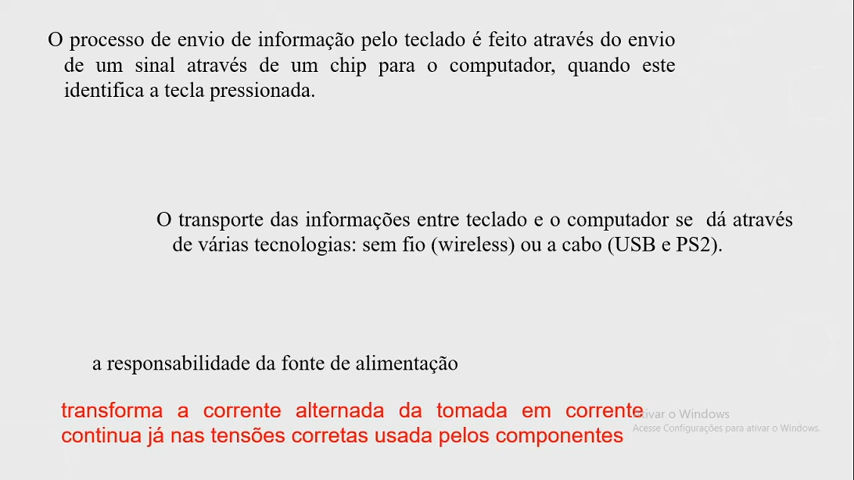 O processo de envio de informação pelo teclado é feito através do envio
de um sinal através de um chip para o computador, quando este
identifica a tecla pressionada.
O transporte das informações entre teclado e o computador se dá através
de várias tecnologias: sem fio (wireless) ou a cabo (USB e PS2).
a responsabilidade da fonte de alimentação
transforma a corrente alternada da tomada em corrente
continua já nas tensões corretas usada pelos componentes
Ativar o Windows
Acesse Configurações para ativar o Windows.